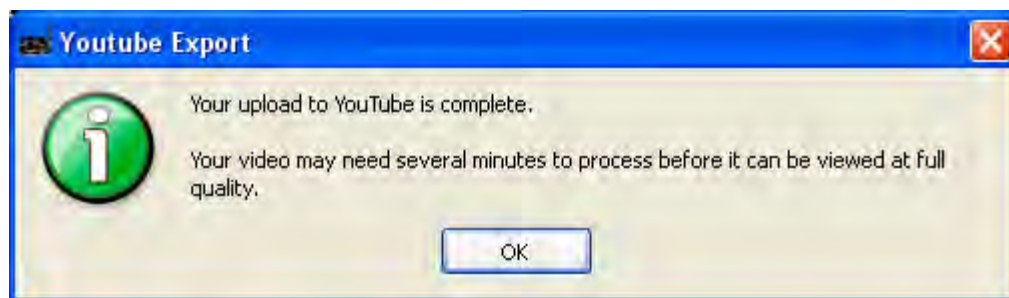 Youtube Export
Your upload to YouTube is complete.
Your video may need several minutes to process before it can be viewed at full
quality.
OK